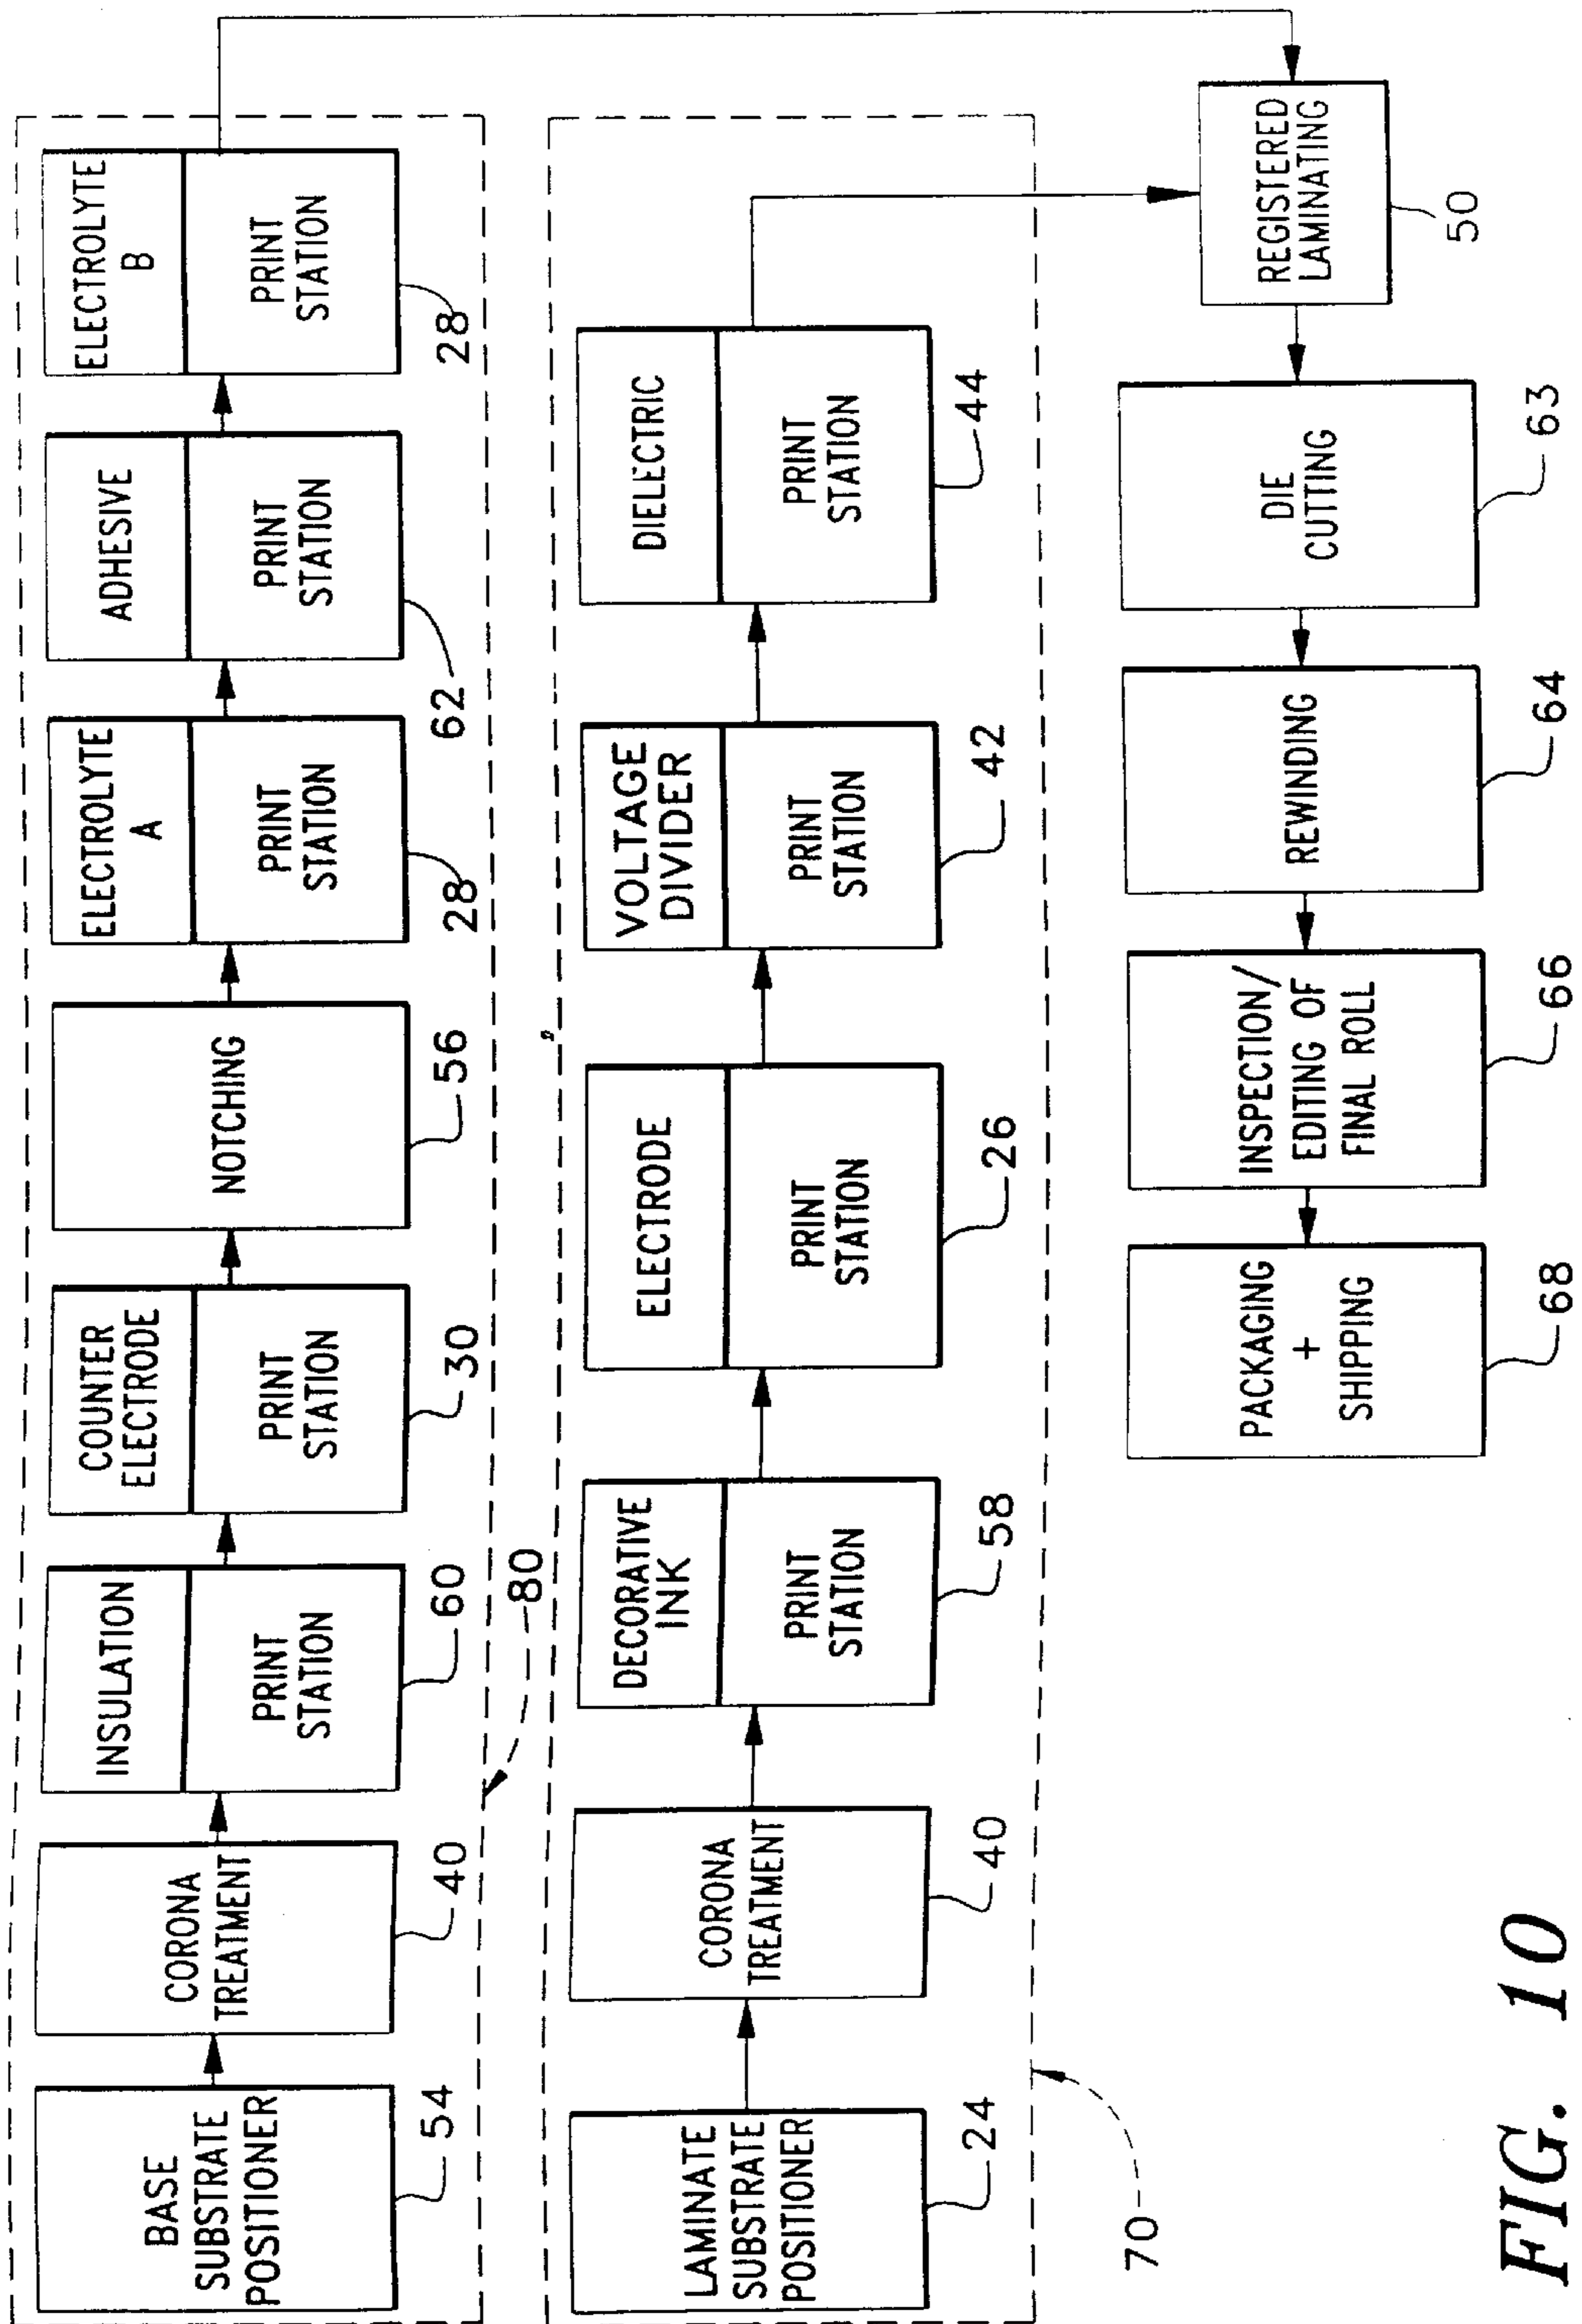 BASE
SUBSTRATE
POSITIONER
54
CORONA
TREATMENT
40
INSULATION
PRINT
STATION
60
COUNTER
ELECTRODE
PRINT
STATION
30
NOTCHING
56
ELECTROLYTE
A
PRINT
STATION
28
ADHESIVE
PRINT
STATION
62
ELECTROLYTE
B
PRINT
STATION
28
80
LAMINATE
SUBSTRATE
POSITIONER
24
CORONA
TREATMENT
40
DECORATIVE
INK
PRINT
STATION
58
ELECTRODE
PRINT
STATION
26
VOLTAGE
DIVIDER
PRINT
STATION
42
DIELECTRIC
PRINT
STATION
44
70
REGISTERED
LAMINATING
50
DIE
CUTTING
63
REWINDING
64
INSPECTION/
EDITING OF
FINAL ROLL
66
PACKAGING
+
SHIPPING
68
FIG. 10